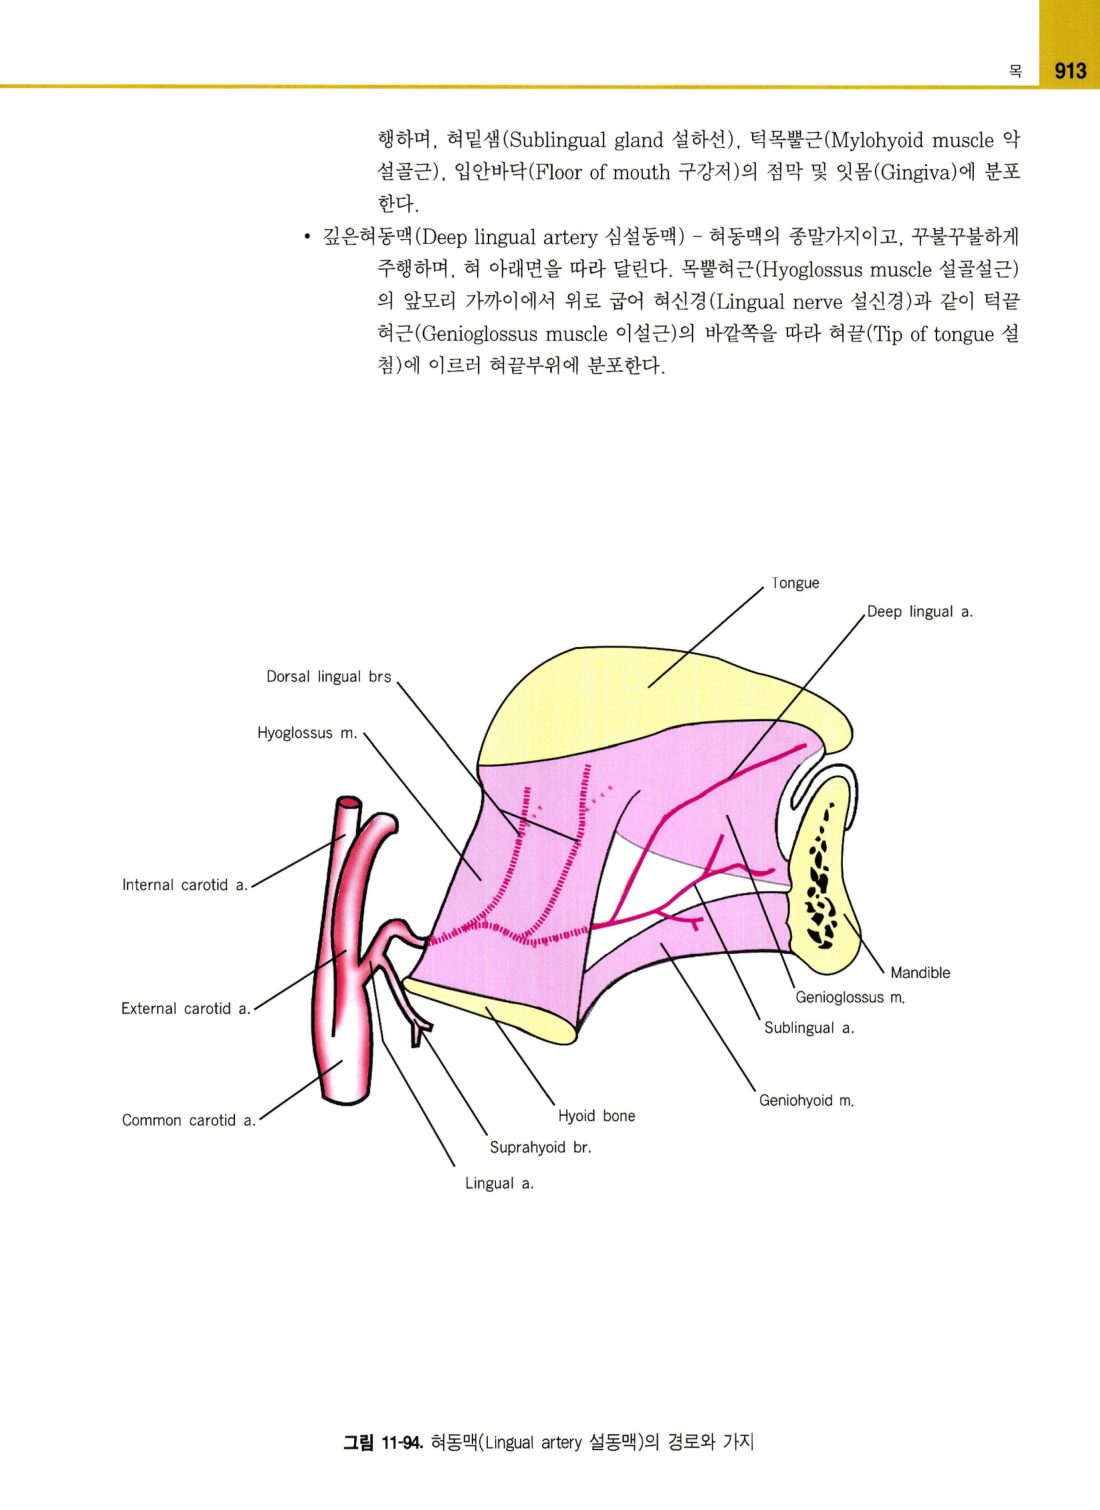 목 913
행하며, 혀밑샘(Sublingual gland 설하선), 턱목뿔근(Mylohyoid muscle 악
설골근), 입안바닥(Floor of mouth 구강저)의 점막 및 잇몸(Gingiva)에 분포
한다.
• 깊은혀동맥(Deep lingual artery 심설동맥) – 혀동맥의 종말가지이고, 꾸불꾸불하게
주행하며, 혀 아래면을 따라 달린다. 목뿔혀근(Hyoglossus muscle 설골설근)
의 앞모리 가까이에서 위로 굽어 혀신경(Lingual nerve 설신경)과 같이 턱끝
혀근(Genioglossus muscle 이설근)의 바깥쪽을 따라 혀끝(Tip of tongue 설
첨)에 이르러 혀끝부위에 분포한다.
Tongue
Deep lingual a.
Dorsal lingual brs
Hyoglossus m.
Internal carotid a.
Mandible
Genioglossus m.
External carotid a.
Sublingual a.
Geniohyoid m.
Hyoid bone
Common carotid a.
Suprahyoid br.
Lingual a.
그림 11-94. 혀동맥(Lingual artery 설동맥)의 경로와 가지